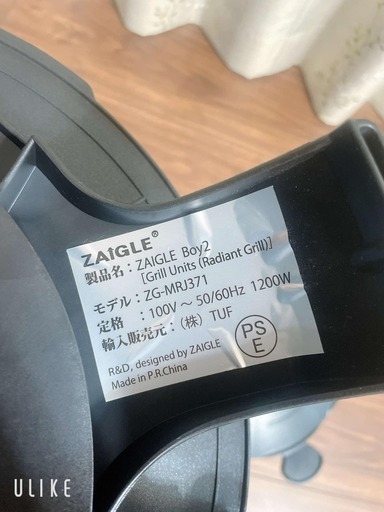 ZAIGLE®
製品名：ZAIGLE Boy2
[Grill Units (Radiant Grill)]
モデル：ZG-MRJ371
定格：100V～50/60Hz 1200W
輸入販売元：（株）TUF
PS
E
R&D, designed by ZAIGLE
Made in P.R.China
ULIKE